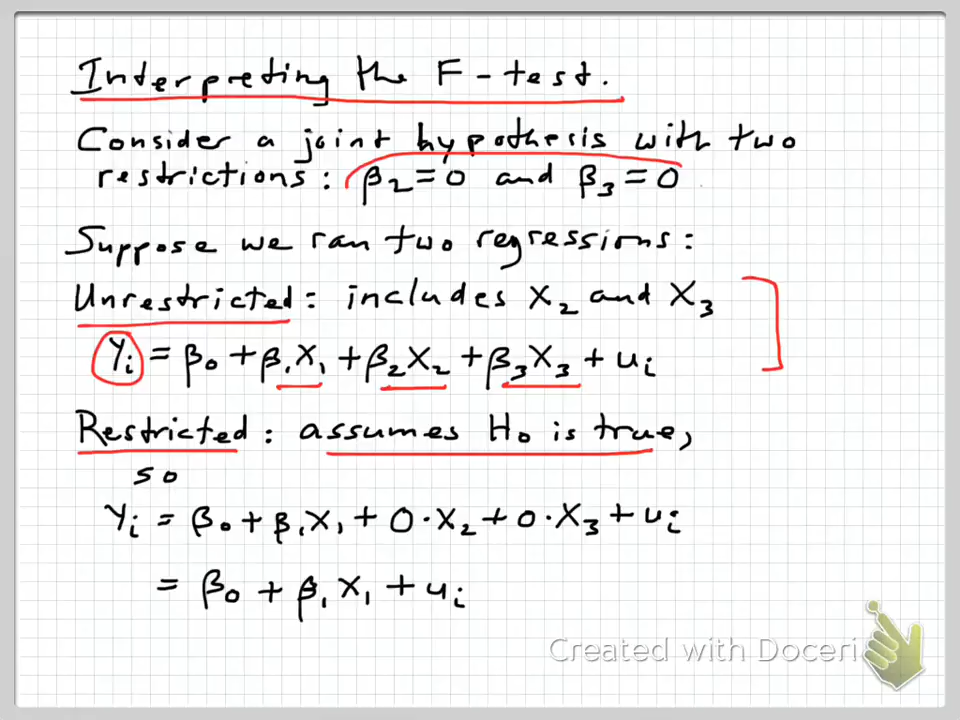 Interpreting the F-test.
Consider a joint hypothesis with two
restrictions: β₂=0 and β₃=0
Suppose we ran two regressions:
Unrestricted: includes X₂ and X₃
Yᵢ = β₀ + β₁X₁ + β₂X₂ + β₃X₃ + uᵢ
Restricted: assumes H₀ is true,
so
Yᵢ = β₀ + β₁X₁ + 0·X₂ + 0·X₃ + uᵢ
= β₀ + β₁X₁ + uᵢ
Created with Doceri